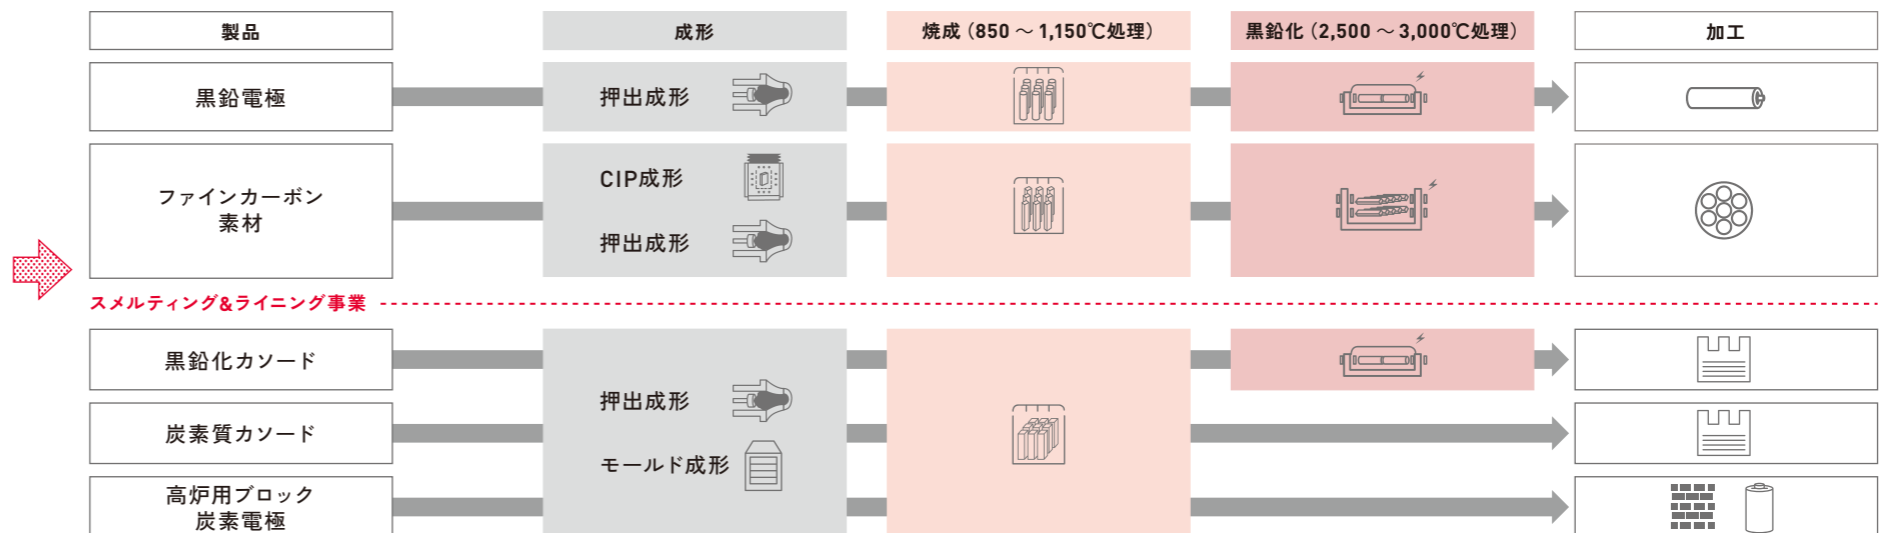 製品
成形
焼成（850～1,150℃処理）
黒鉛化（2,500～3,000℃処理）
加工
黒鉛電極
押出成形
ファインカーボン
素材
CIP成形
押出成形
スメルティング&ライニング事業
黒鉛化カソード
炭素質カソード
高炉用ブロック
炭素電極
押出成形
モールド成形